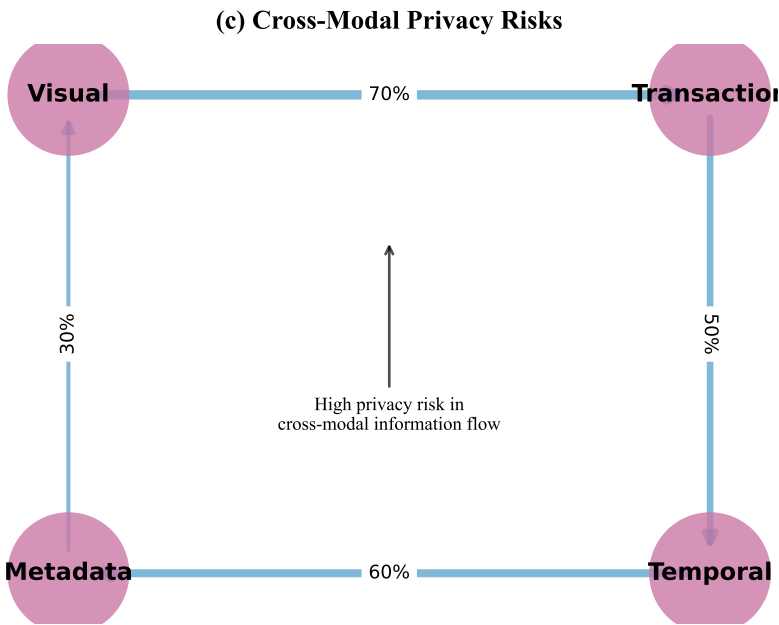 (c) Cross-Modal Privacy Risks
Visual
70%
Transaction
30%
50%
High privacy risk in
cross-modal information flow
Metadata
60%
Temporal